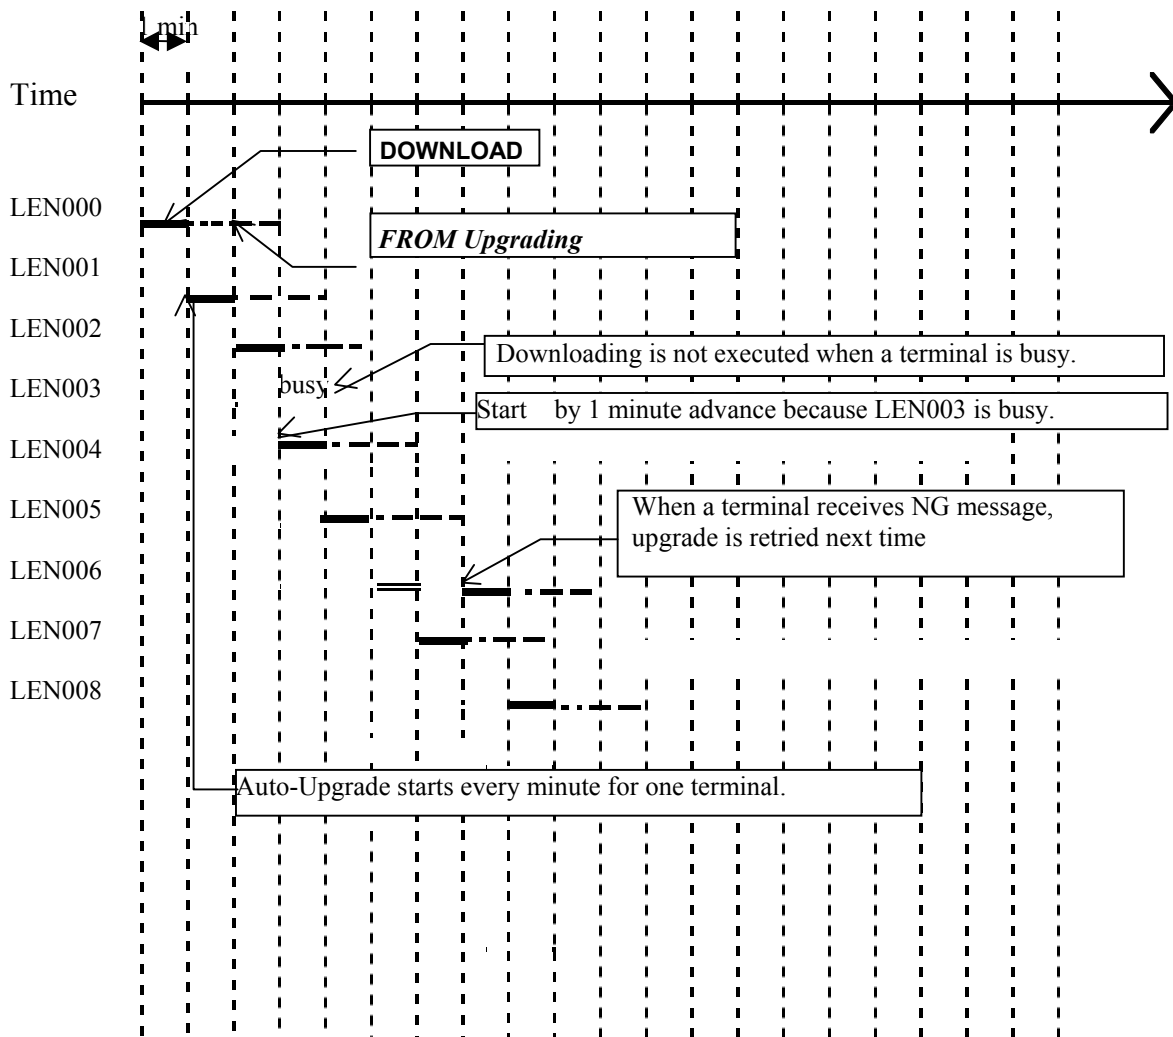 1 min
Time
DOWNLOAD
LEN000
FROM Upgrading
LEN001
LEN002
Downloading is not executed when a terminal is busy.
LEN003
busy
Start by 1 minute advance because LEN003 is busy.
LEN004
LEN005
When a terminal receives NG message,
upgrade is retried next time
LEN006
LEN007
LEN008
Auto-Upgrade starts every minute for one terminal.